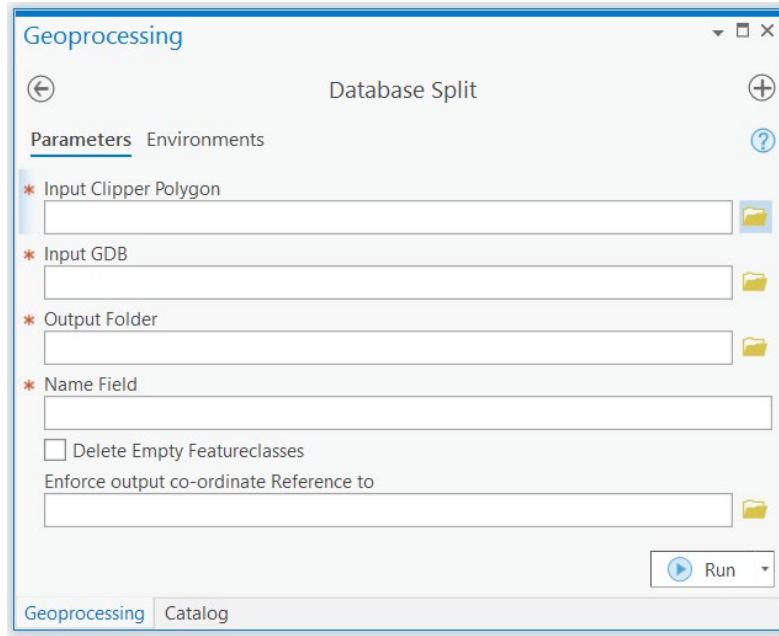 Geoprocessing
Database Split
Parameters Environments
* Input Clipper Polygon
* Input GDB
* Output Folder
* Name Field
Delete Empty Featureclasses
Enforce output co-ordinate Reference to
Run
Geoprocessing Catalog